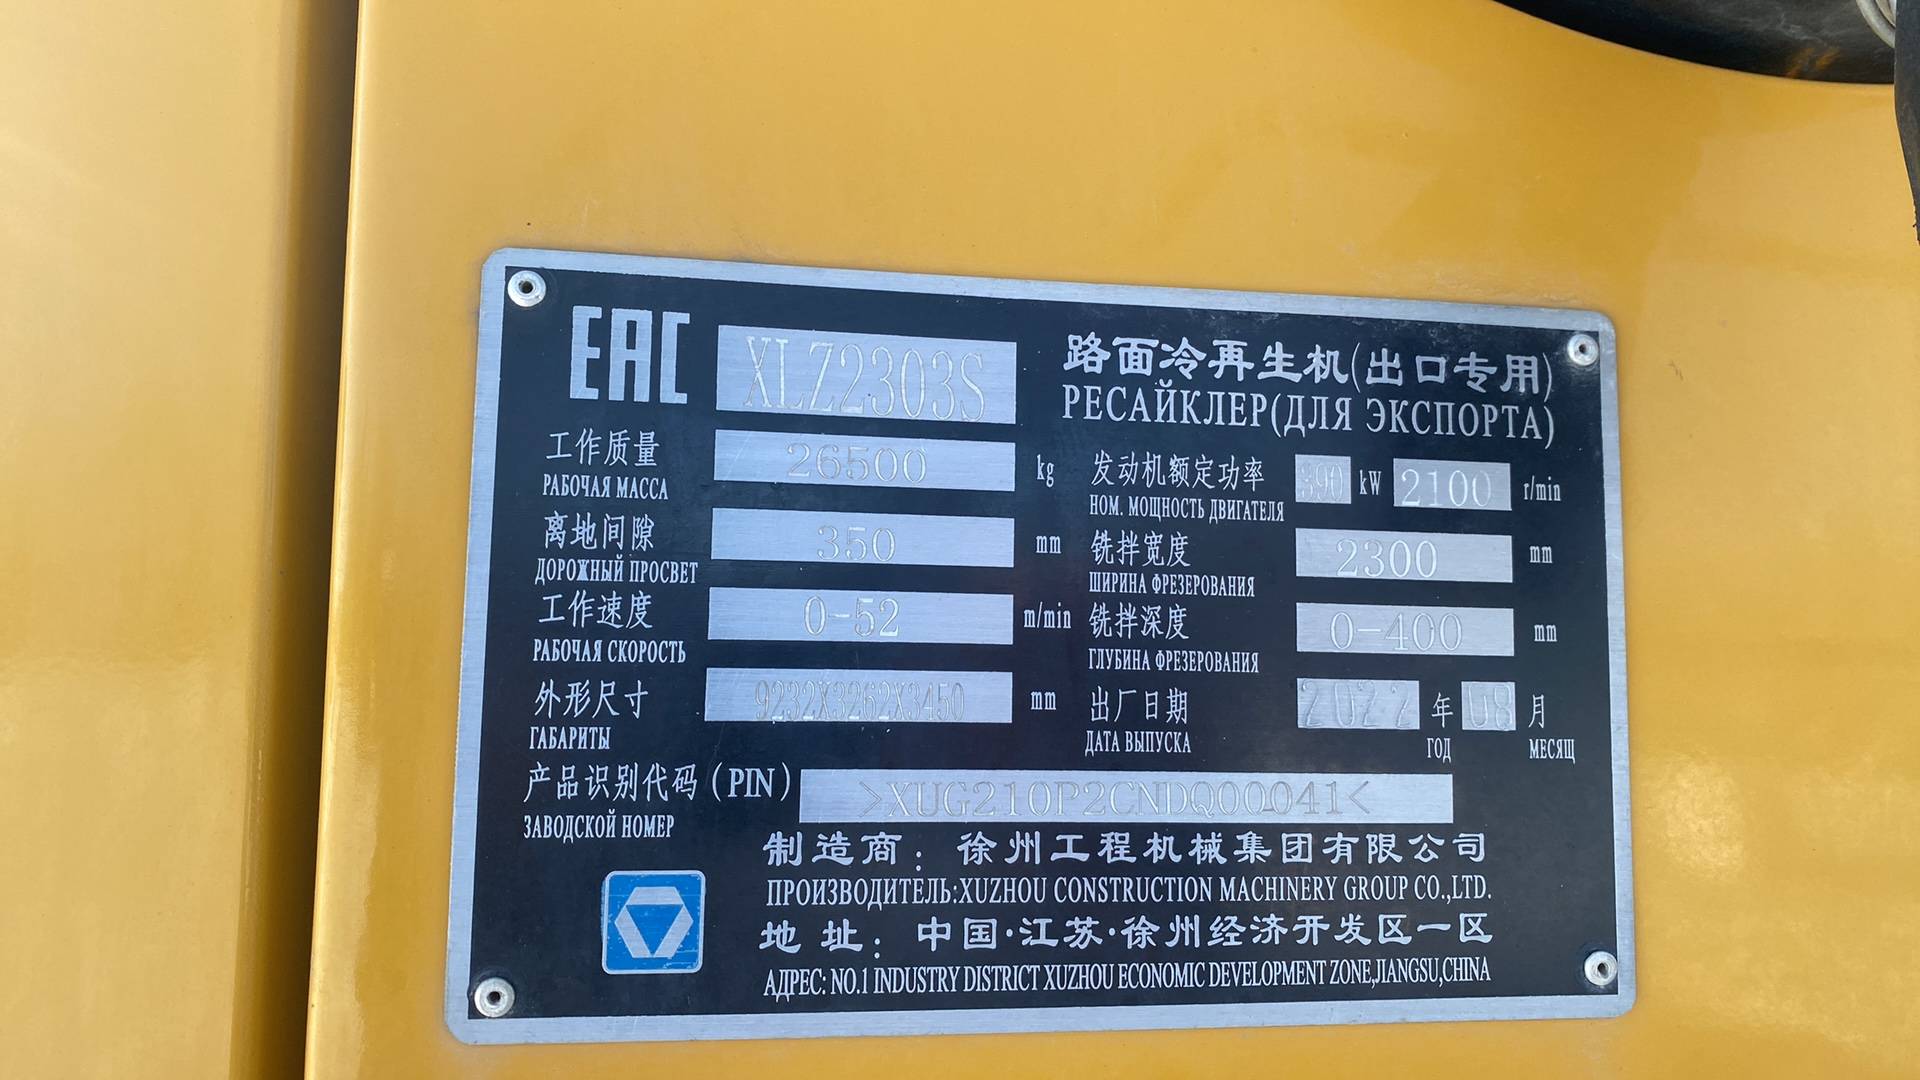 EAC XLZ2303S 路面冷再生机(出口专用)
РЕСАЙКЛЕР(ДЛЯ ЭКСПОРТА)
工作质量 26500 kg
РАБОЧАЯ МАССА
发动机额定功率 390 kW 2100 r/min
НОМ. МОЩНОСТЬ ДВИГАТЕЛЯ
离地间隙 350 mm
ДОРОЖНЫЙ ПРОСВЕТ
铣拌宽度 2300 mm
ШИРИНА ФРЕЗЕРОВАНИЯ
工作速度 0-52 m/min
РАБОЧАЯ СКОРОСТЬ
铣拌深度 0-400 mm
ГЛУБИНА ФРЕЗЕРОВАНИЯ
外形尺寸 9232X3262X3450 mm
ГАБАРИТЫ
出厂日期 2022 年 08 月
ДАТА ВЫПУСКА ГОД МЕСЯЦ
产品识别代码(PIN) >XUG210P2CNDQ00041<
ЗАВОДСКОЙ НОМЕР
制造商: 徐州工程机械集团有限公司
ПРОИЗВОДИТЕЛЬ:XUZHOU CONSTRUCTION MACHINERY GROUP CO.,LTD.
地 址: 中国·江苏·徐州经济开发区一区
АДРЕС: NO.1 INDUSTRY DISTRICT XUZHOU ECONOMIC DEVELOPMENT ZONE,JIANGSU,CHINA